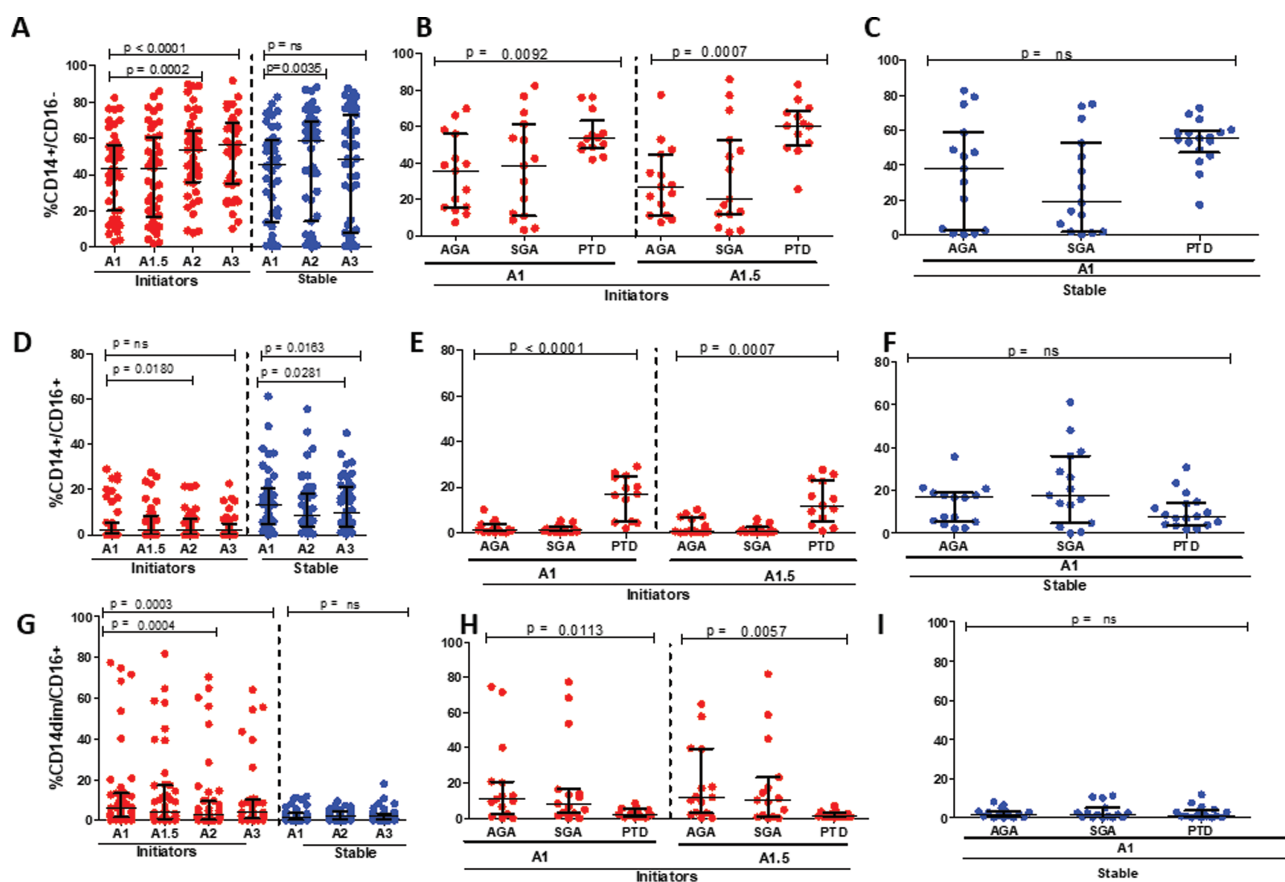 A
p < 0.0001
p = ns
p = 0.0002
p=0.0035
%CD14+/CD16-
100
80
60
40
20
0
A1 A1.5 A2 A3 A1 A2 A3
Initiators Stable
B
p = 0.0092 p = 0.0007
100
80
60
40
20
0
AGA SGA PTD AGA SGA PTD
A1 A1.5
Initiators
C
p = ns
100
80
60
40
20
0
AGA SGA PTD
A1
Stable
D
p = ns p = 0.0163
p = 0.0180 p = 0.0281
%CD14+/CD16+
80
60
40
20
0
A1 A1.5 A2 A3 A1 A2 A3
Initiators Stable
E
p < 0.0001 p = 0.0007
80
60
40
20
0
AGA SGA PTD AGA SGA PTD
A1 A1.5
Initiators
F
p = ns
80
60
40
20
0
AGA SGA PTD
A1
Stable
G
p = 0.0003 p = ns
p = 0.0004
%CD14dim/CD16+
100
80
60
40
20
0
A1 A1.5 A2 A3 A1 A2 A3
Initiators Stable
H
p = 0.0113 p = 0.0057
100
80
60
40
20
0
AGA SGA PTD AGA SGA PTD
A1 A1.5
Initiators
I
p = ns
100
80
60
40
20
0
AGA SGA PTD
A1
Stable